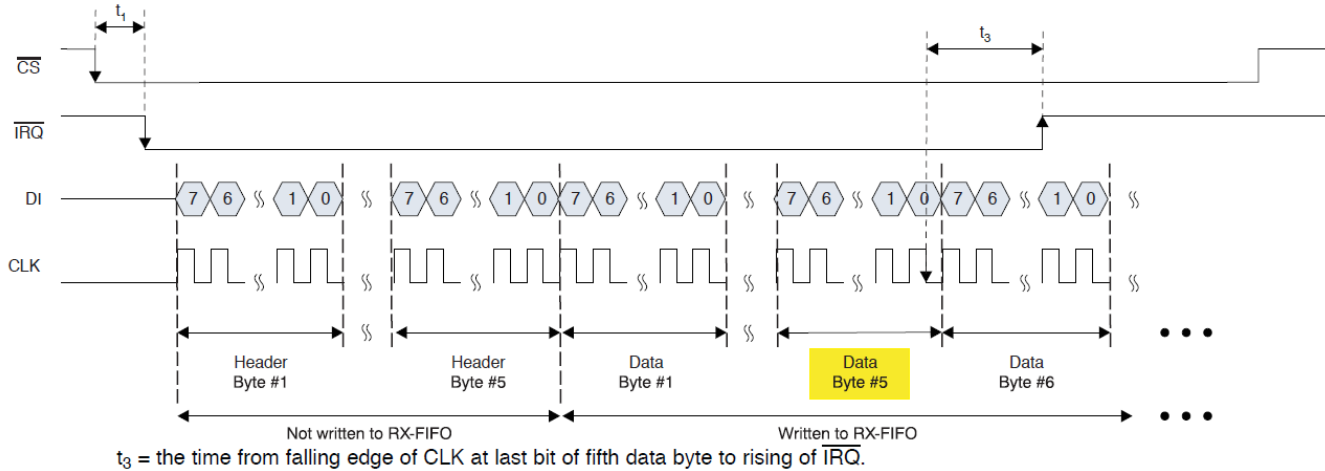 t1
t3
CS
IRQ
DI
7 6 1 0 7 6 1 0 7 6 1 0 7 6 1 0 7 6 1 0
CLK
Header Header Data Data Data
Byte #1 Byte #5 Byte #1 Byte #5 Byte #6
Not written to RX-FIFO Written to RX-FIFO
t3 = the time from falling edge of CLK at last bit of fifth data byte to rising of IRQ.